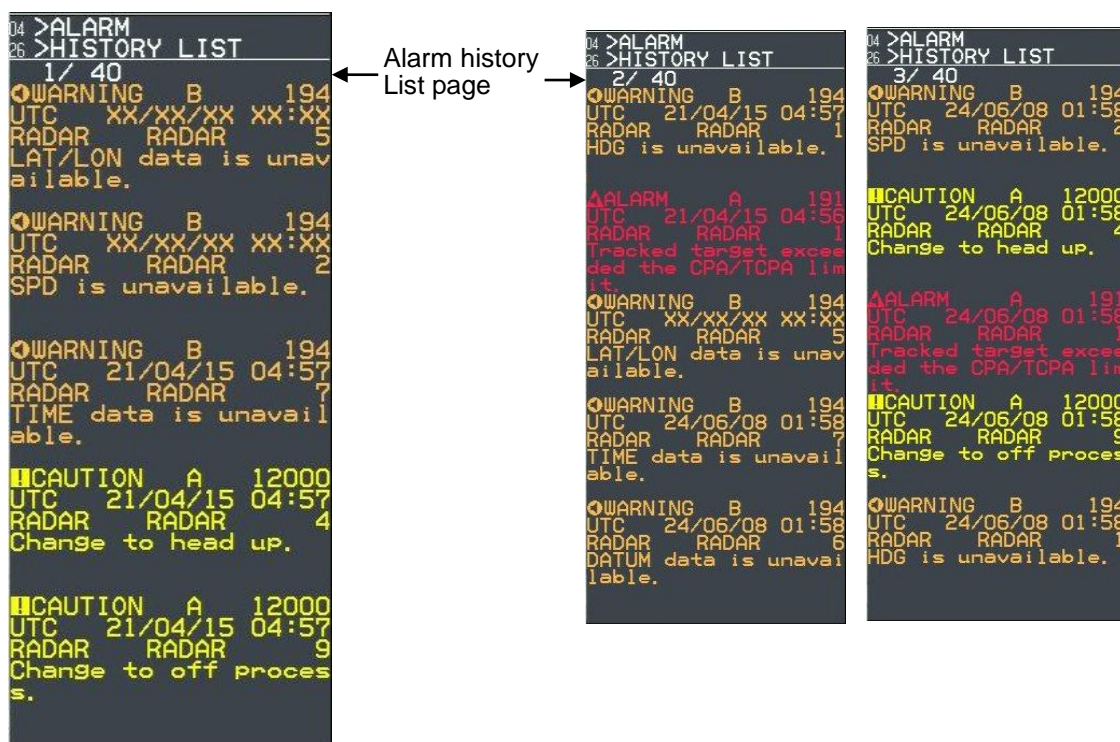 04 >ALARM
26 >HISTORY LIST
1/ 40
WARNING B 194
UTC XX/XX/XX XX:XX
RADAR RADAR 5
LAT/LON data is unav
ailable.
WARNING B 194
UTC XX/XX/XX XX:XX
RADAR RADAR 2
SPD is unavailable.
WARNING B 194
UTC 21/04/15 04:57
RADAR RADAR 7
TIME data is unavail
able.
CAUTION A 12000
UTC 21/04/15 04:57
RADAR RADAR 4
Change to head up.
CAUTION A 12000
UTC 21/04/15 04:57
RADAR RADAR 9
Change to off proces
s.
Alarm history
List page
04 >ALARM
26 >HISTORY LIST
2/ 40
WARNING B 194
UTC 21/04/15 04:57
RADAR RADAR 1
HDG is unavailable.
ALARM A 191
UTC 21/04/15 04:56
RADAR RADAR 1
Tracked target excee
ded the CPA/TCPA lim
it.
WARNING B 194
UTC XX/XX/XX XX:XX
RADAR RADAR 5
LAT/LON data is unav
ailable.
WARNING B 194
UTC 24/06/08 01:58
RADAR RADAR 7
TIME data is unavail
able.
WARNING B 194
UTC 24/06/08 01:58
RADAR RADAR 6
DATUM data is unavai
lable.
04 >ALARM
26 >HISTORY LIST
3/ 40
WARNING B 194
UTC 24/06/08 01:58
RADAR RADAR 2
SPD is unavailable.
CAUTION A 12000
UTC 24/06/08 01:58
RADAR RADAR 4
Change to head up.
ALARM A 191
UTC 24/06/08 01:58
RADAR RADAR 1
Tracked target excee
ded the CPA/TCPA lim
it.
CAUTION A 12000
UTC 24/06/08 01:58
RADAR RADAR 9
Change to off proces
s.
WARNING B 194
UTC 24/06/08 01:58
RADAR RADAR 1
HDG is unavailable.